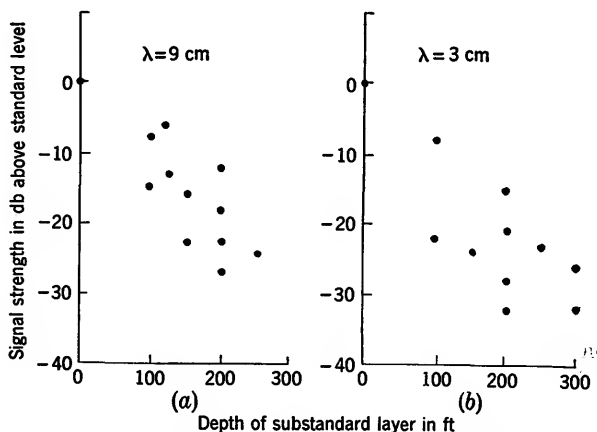 Signal strength in db above standard level
λ=9 cm
0
−10
−20
−30
−40
0 100 200 300
(a)
λ = 3 cm
0
−10
−20
−30
−40
0 100 200 300
(b)
Depth of substandard layer in ft